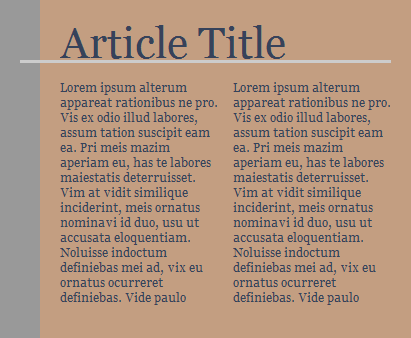 Article Title
Lorem ipsum alterum
appareat rationibus ne pro.
Vis ex odio illud labores,
assum tation suscipit eam
ea. Pri meis mazim
aperiam eu, has te labores
maiestatis deterruisset.
Vim at vidit similique
inciderint, meis ornatus
nominavi id duo, usu ut
accusata eloquentiam.
Noluisse indoctum
definiebas mei ad, vix eu
ornatus ocurreret
definiebas. Vide paulo
Lorem ipsum alterum
appareat rationibus ne pro.
Vis ex odio illud labores,
assum tation suscipit eam
ea. Pri meis mazim
aperiam eu, has te labores
maiestatis deterruisset.
Vim at vidit similique
inciderint, meis ornatus
nominavi id duo, usu ut
accusata eloquentiam.
Noluisse indoctum
definiebas mei ad, vix eu
ornatus ocurreret
definiebas. Vide paulo